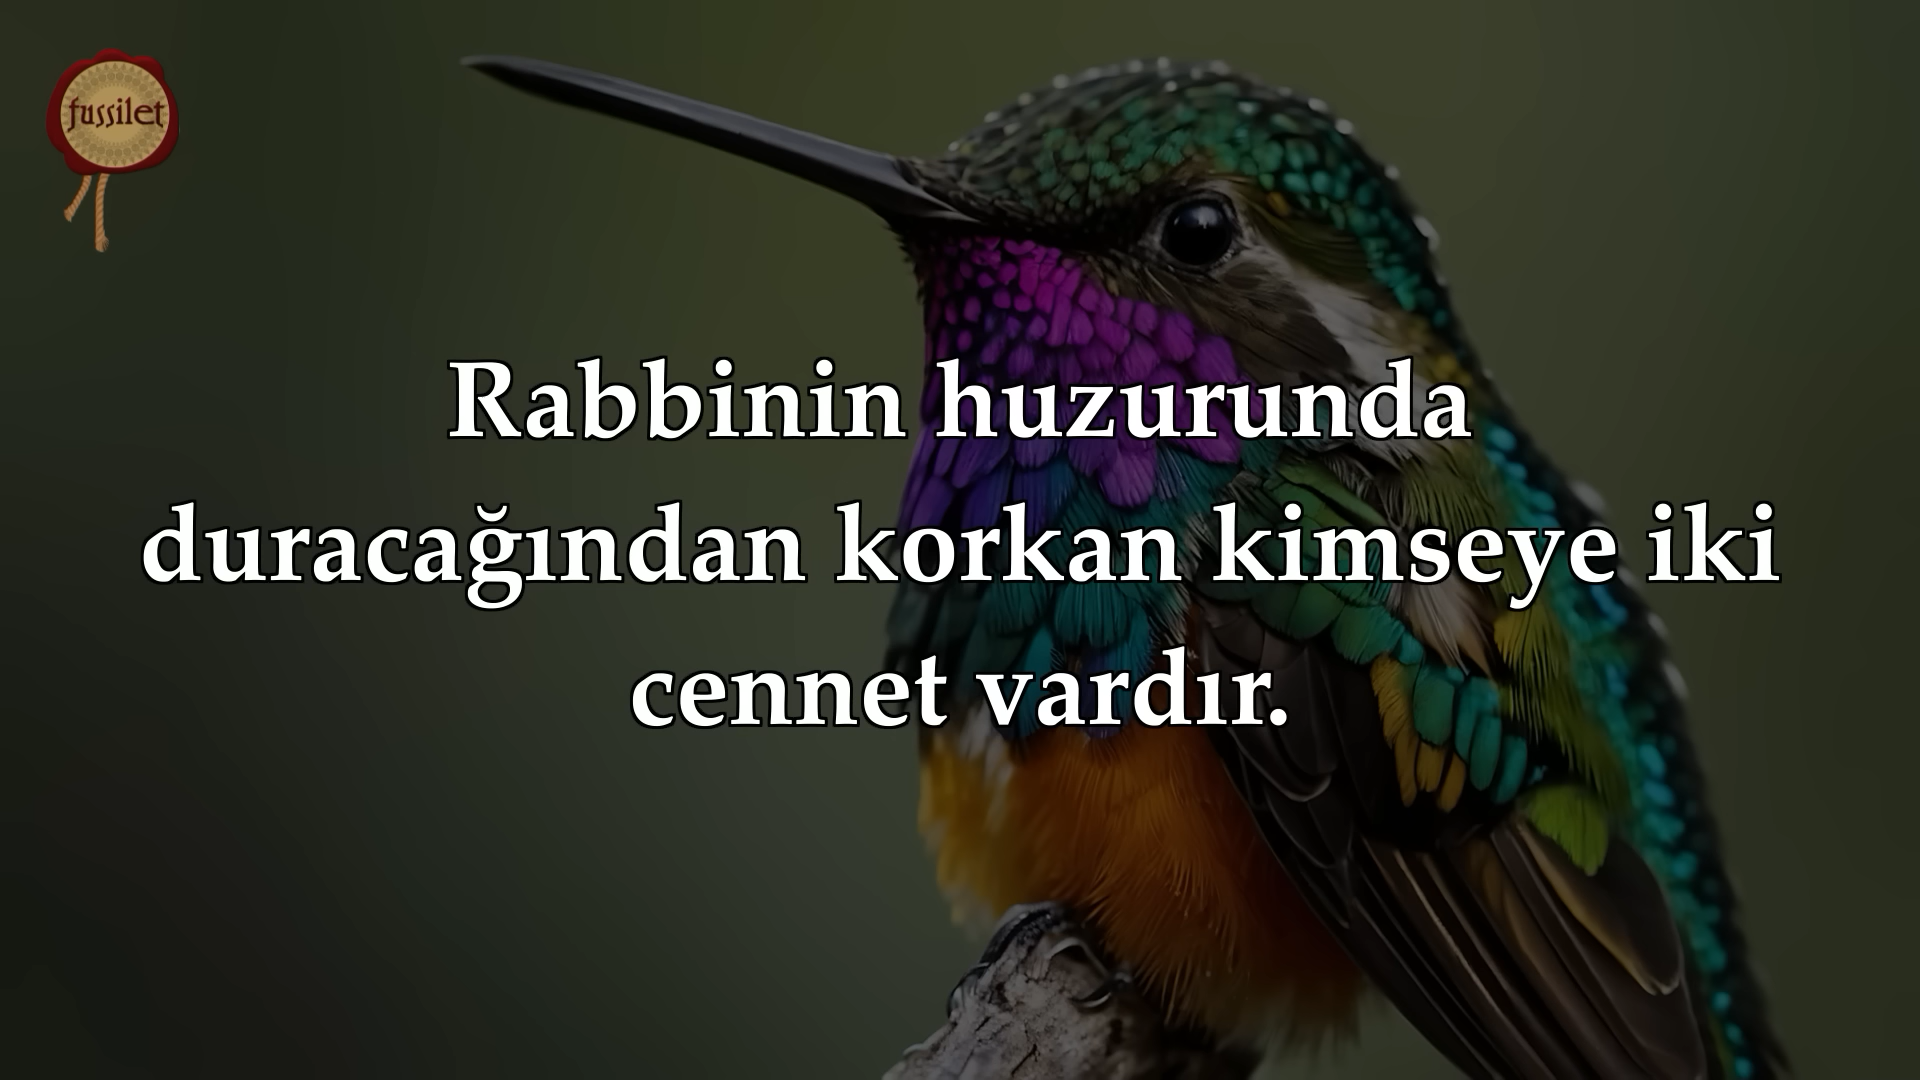 fussilet
Rabbinin huzurunda
duracağından korkan kimseye iki
cennet vardır.